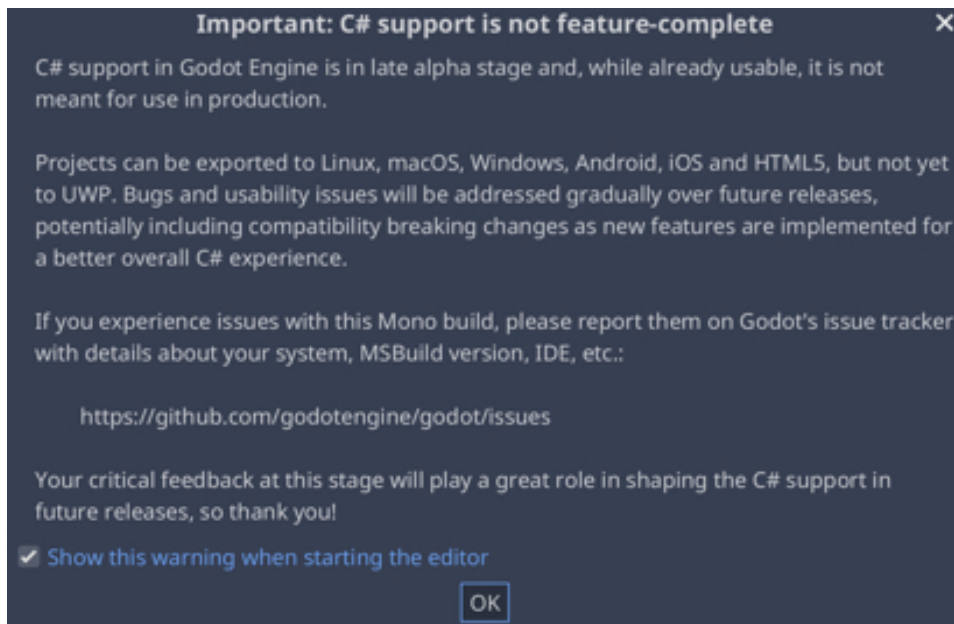 Important: C# support is not feature-complete
C# support in Godot Engine is in late alpha stage and, while already usable, it is not
meant for use in production.
Projects can be exported to Linux, macOS, Windows, Android, iOS and HTML5, but not yet
to UWP. Bugs and usability issues will be addressed gradually over future releases,
potentially including compatibility breaking changes as new features are implemented for
a better overall C# experience.
If you experience issues with this Mono build, please report them on Godot's issue tracker
with details about your system, MSBuild version, IDE, etc.:
https://github.com/godotengine/godot/issues
Your critical feedback at this stage will play a great role in shaping the C# support in
future releases, so thank you!
Show this warning when starting the editor
OK